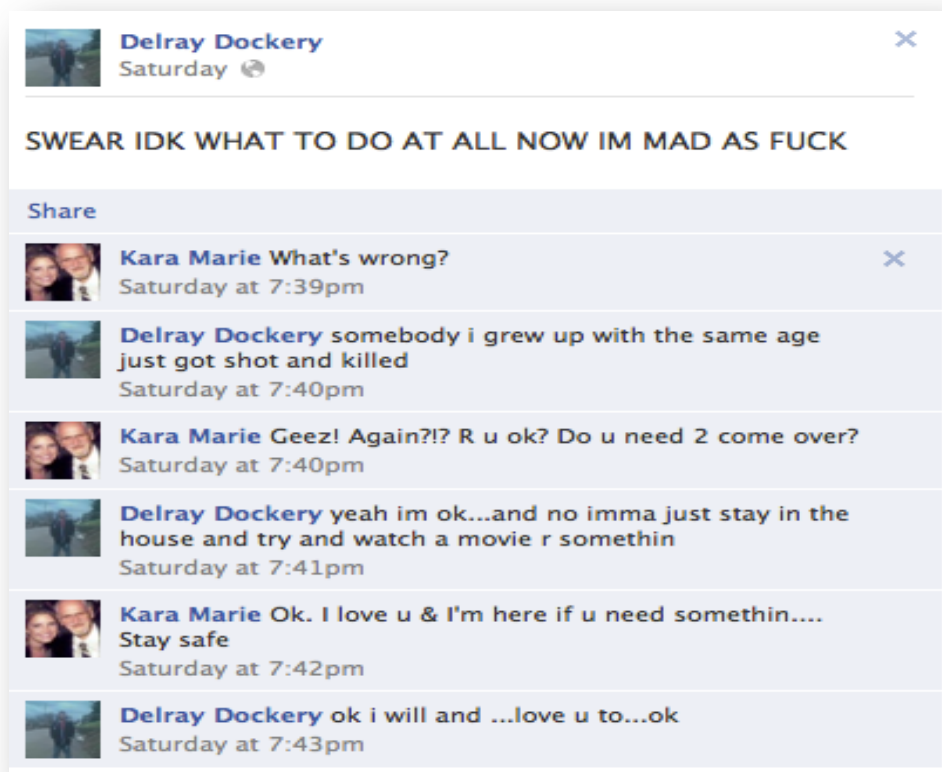 Delray Dockery
Saturday
SWEAR IDK WHAT TO DO AT ALL NOW IM MAD AS FUCK
Share
Kara Marie What's wrong?
Saturday at 7:39pm
Delray Dockery somebody i grew up with the same age
just got shot and killed
Saturday at 7:40pm
Kara Marie Geez! Again?!? R u ok? Do u need 2 come over?
Saturday at 7:40pm
Delray Dockery yeah im ok...and no imma just stay in the
house and try and watch a movie r somethin
Saturday at 7:41pm
Kara Marie Ok. I love u & I'm here if u need somethin....
Stay safe
Saturday at 7:42pm
Delray Dockery ok i will and ...love u to...ok
Saturday at 7:43pm